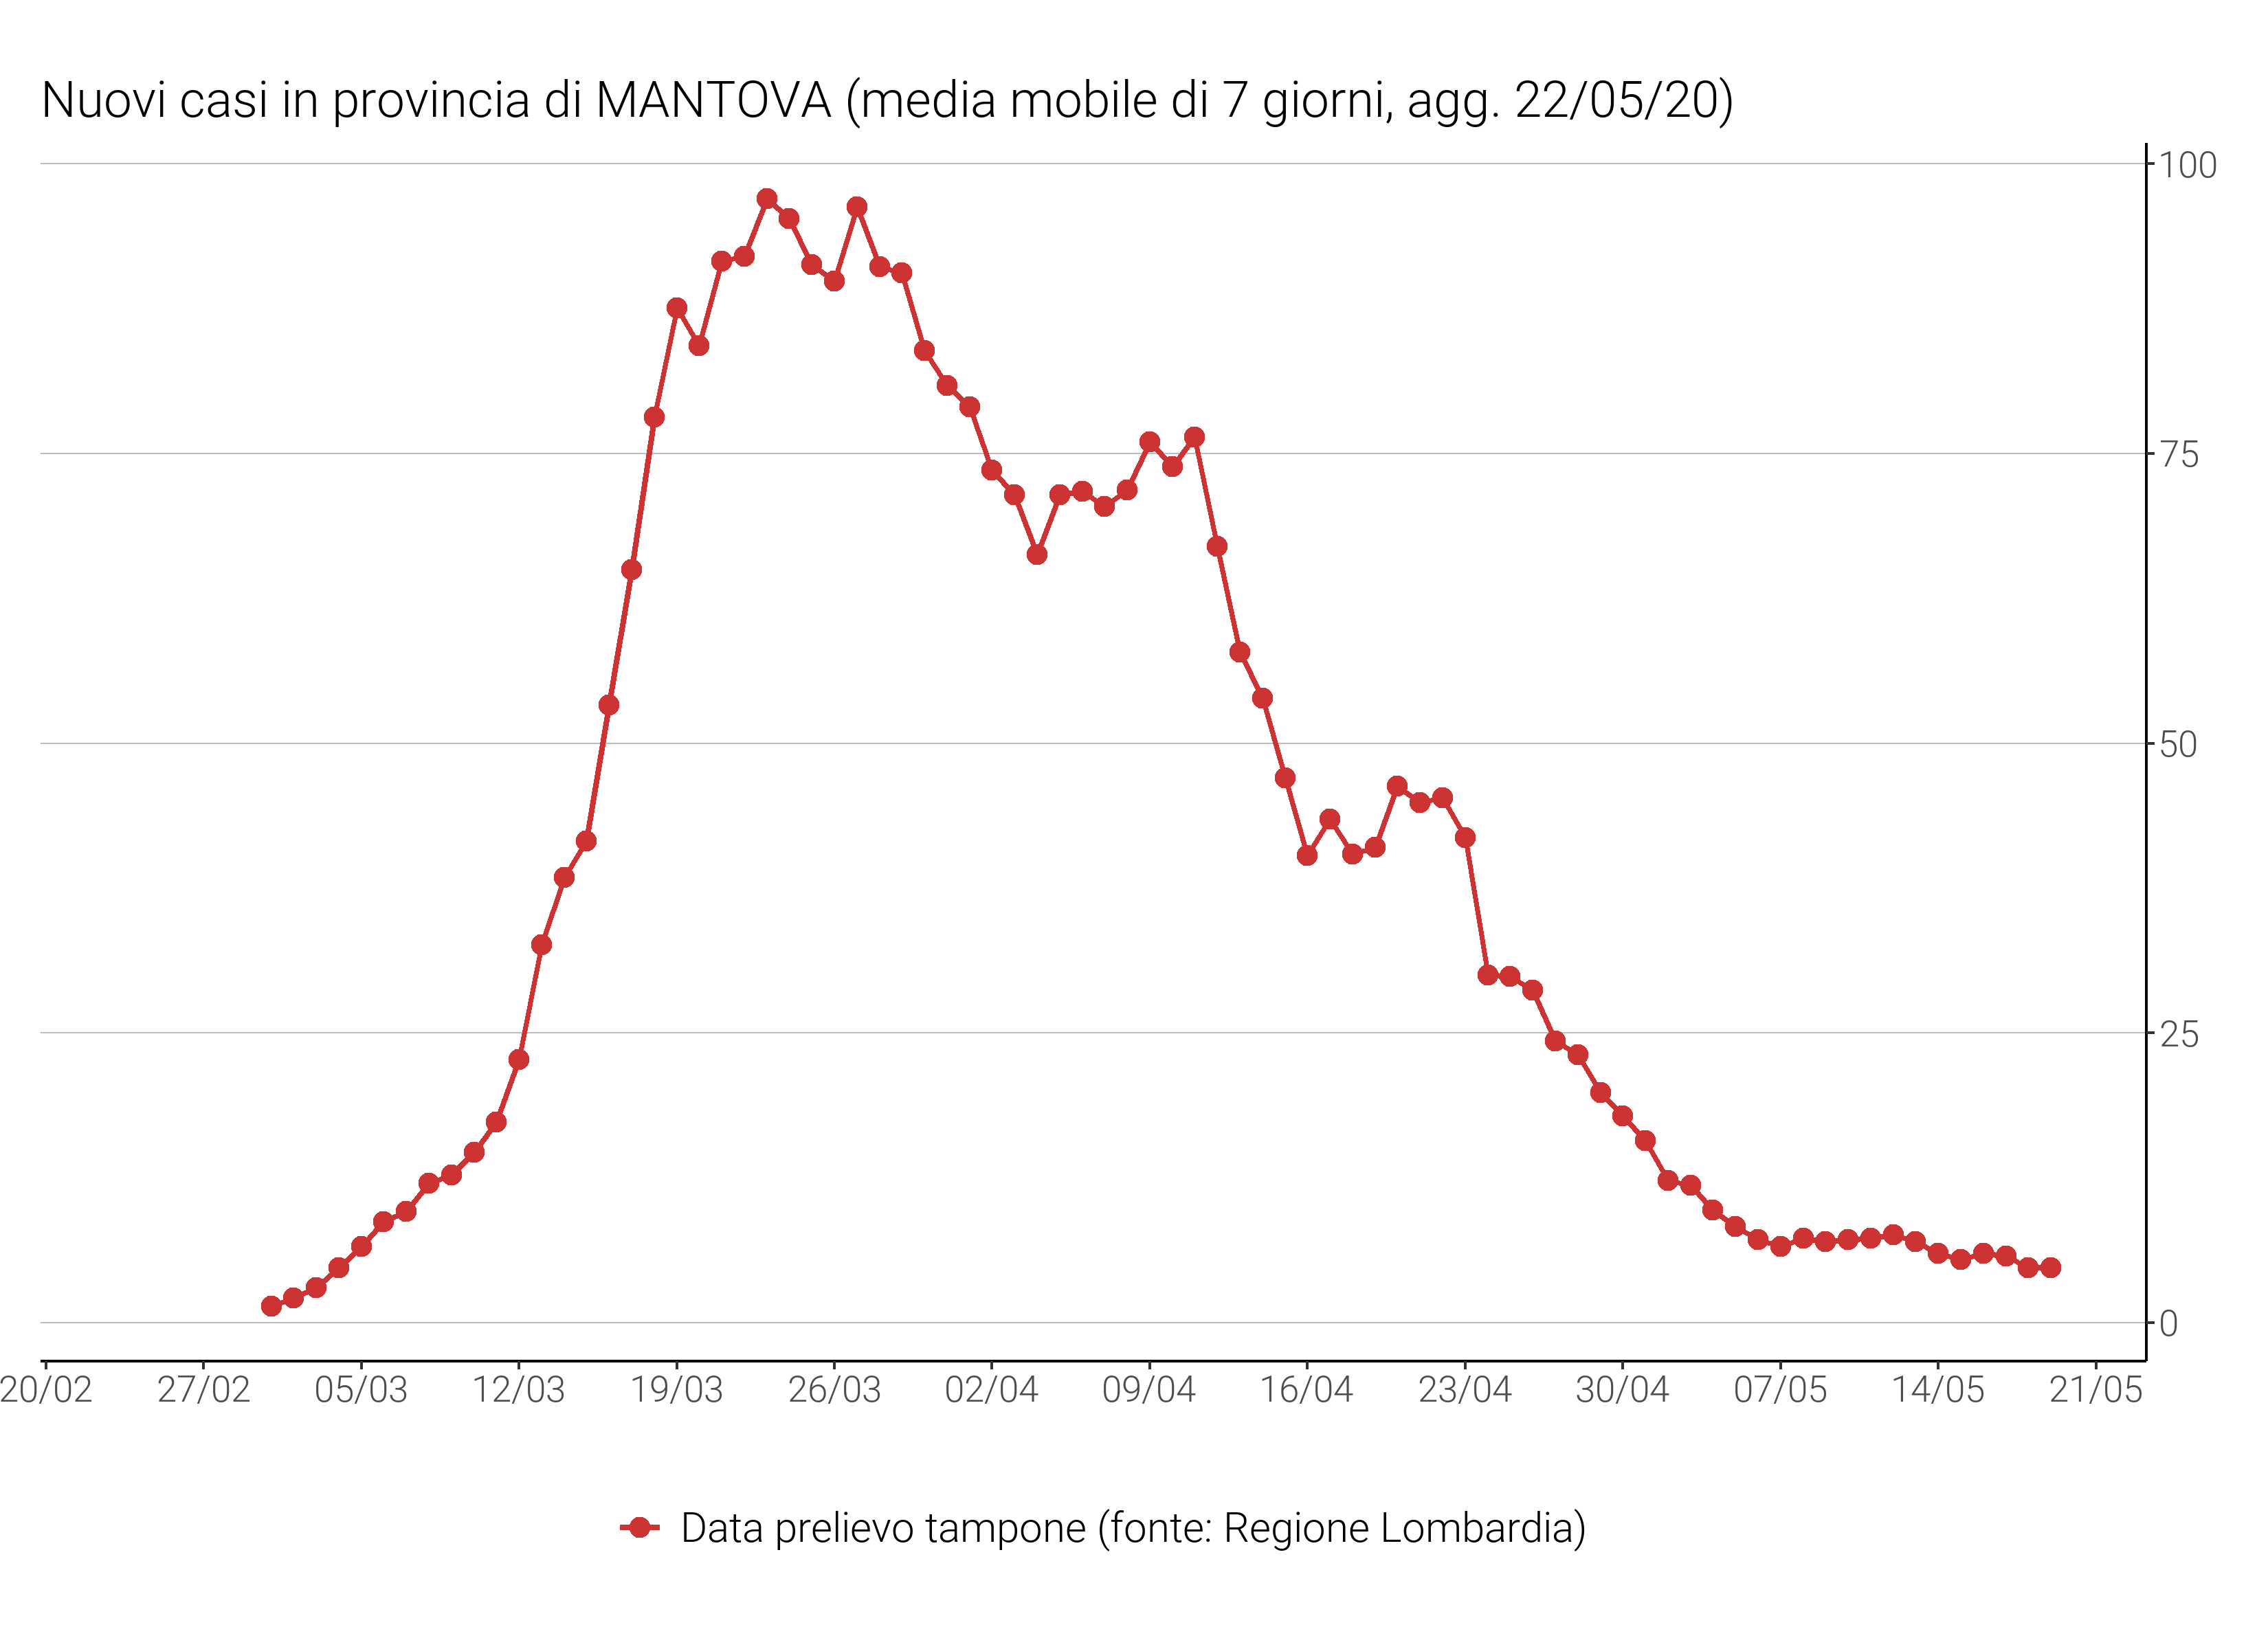 Nuovi casi in provincia di MANTOVA (media mobile di 7 giorni, agg. 22/05/20)
100
75
50
25
0
20/02 27/02 05/03 12/03 19/03 26/03 02/04 09/04 16/04 23/04 30/04 07/05 14/05 21/05
Data prelievo tampone (fonte: Regione Lombardia)